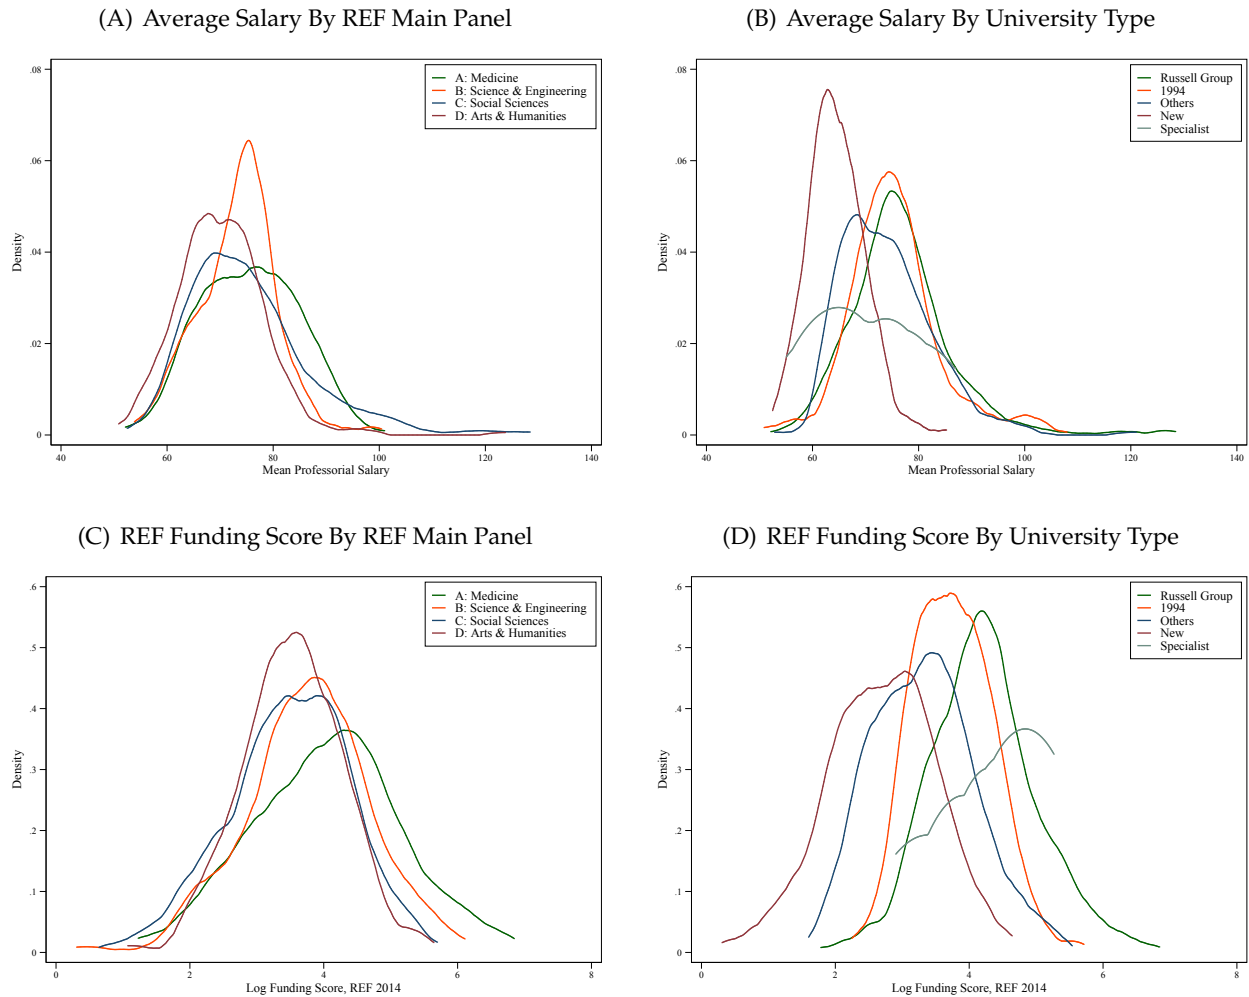 (A) Average Salary By REF Main Panel
.08
.06
.04
.02
0
Density
A: Medicine
B: Science & Engineering
C: Social Sciences
D: Arts & Humanities
40 60 80 100 120 140
Mean Professorial Salary
(B) Average Salary By University Type
.08
.06
.04
.02
0
Density
Russell Group
1994
Others
New
Specialist
40 60 80 100 120 140
Mean Professorial Salary
(C) REF Funding Score By REF Main Panel
.6
.5
.4
.3
.2
.1
0
Density
A: Medicine
B: Science & Engineering
C: Social Sciences
D: Arts & Humanities
0 2 4 6 8
Log Funding Score, REF 2014
(D) REF Funding Score By University Type
.6
.5
.4
.3
.2
.1
0
Density
Russell Group
1994
Others
New
Specialist
0 2 4 6 8
Log Funding Score, REF 2014